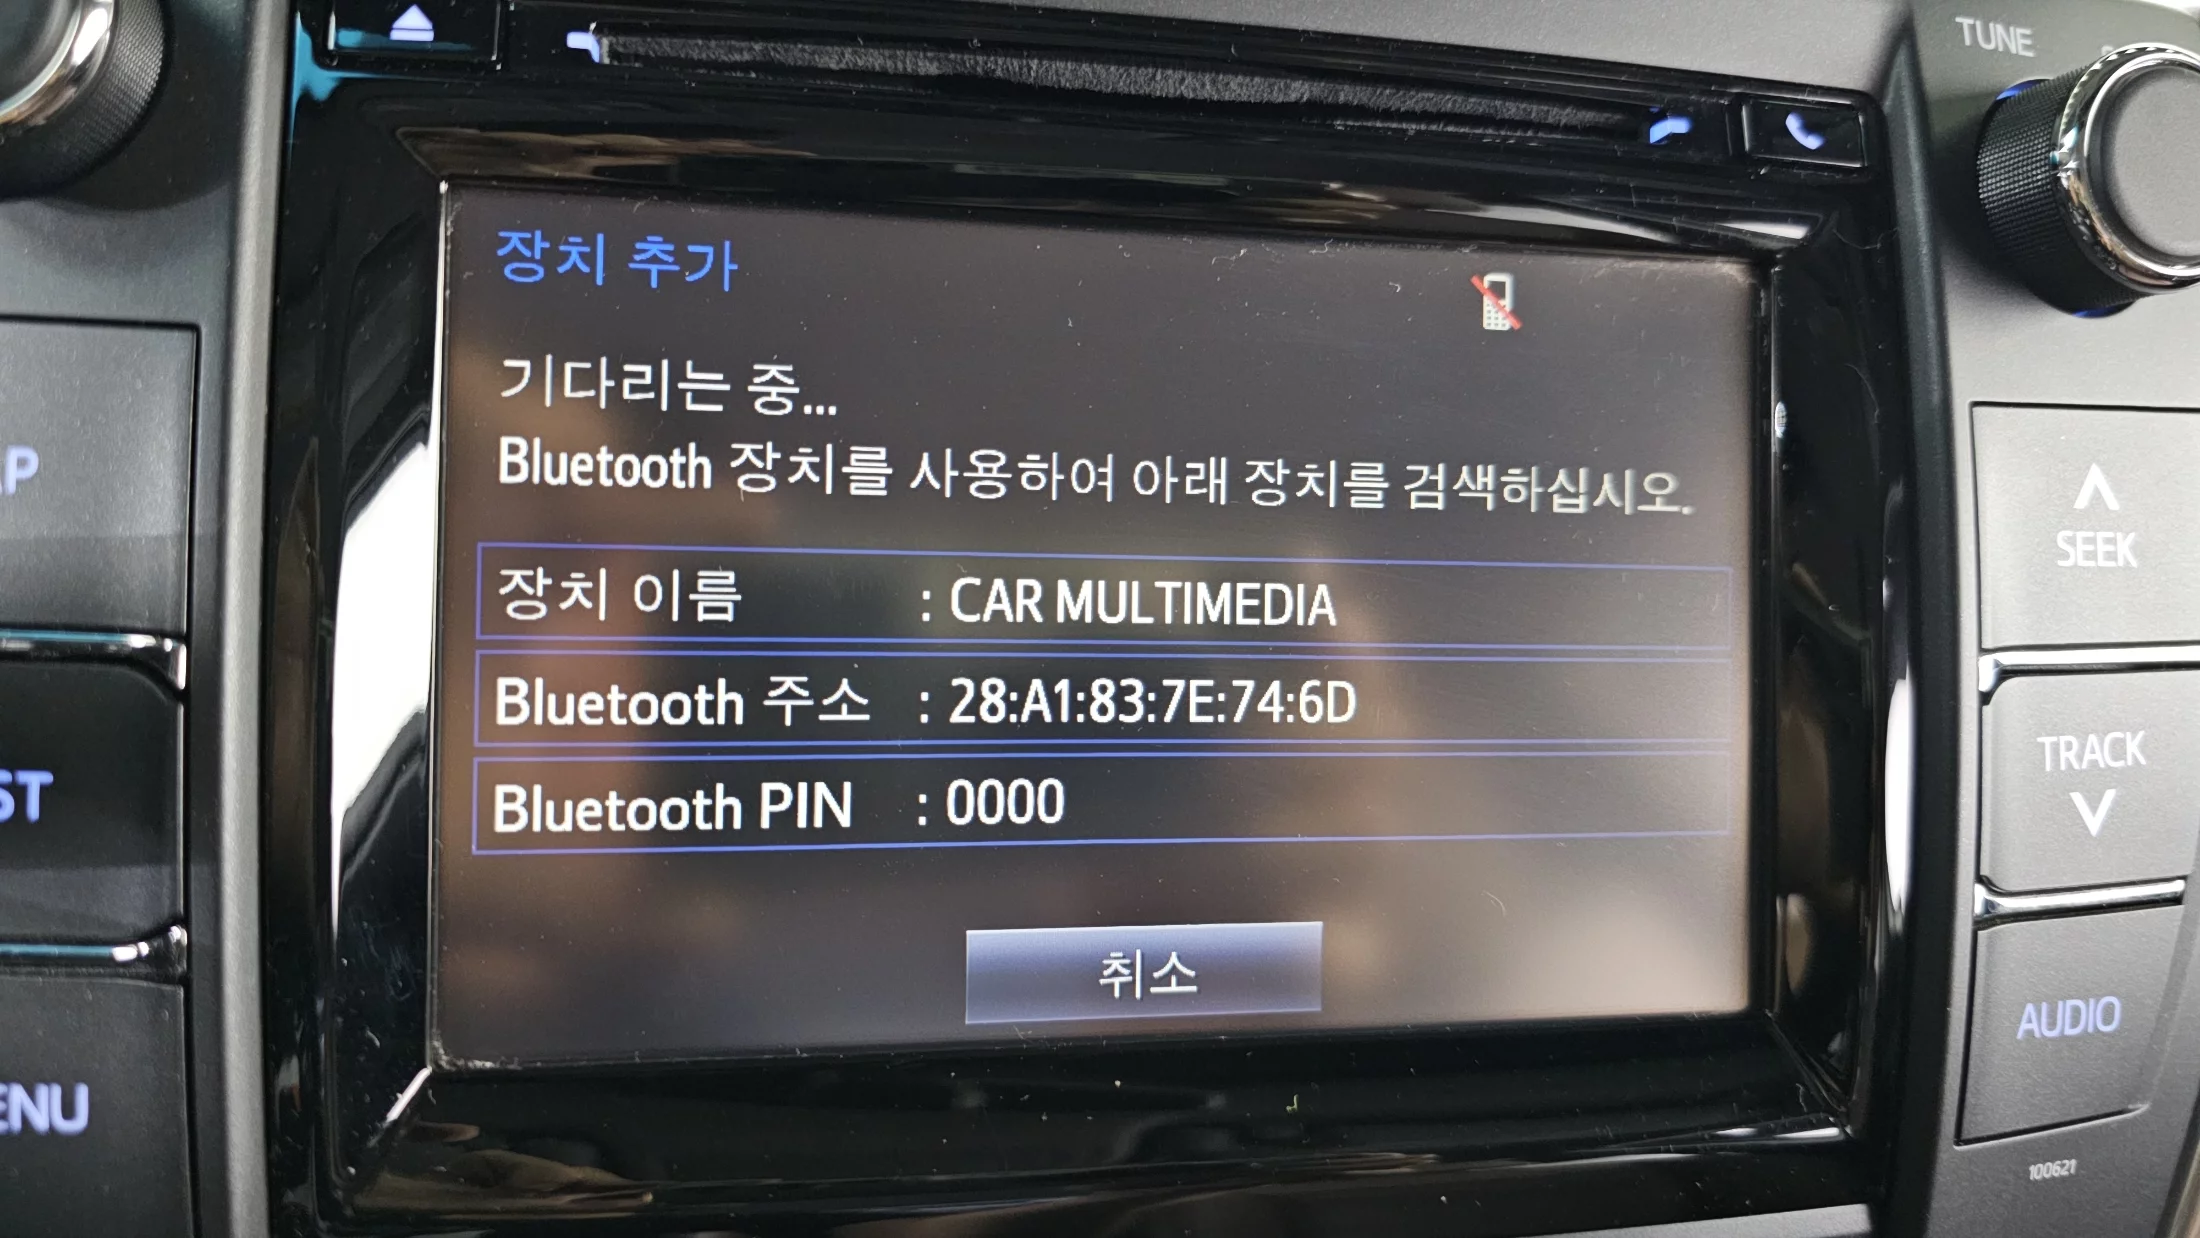 TUNE
장치 추가
기다리는 중...
Bluetooth 장치를 사용하여 아래 장치를 검색하십시오.
장치 이름 : CAR MULTIMEDIA
Bluetooth 주소 : 28:A1:83:7E:74:6D
Bluetooth PIN : 0000
취소
SEEK
TRACK
AUDIO
100621